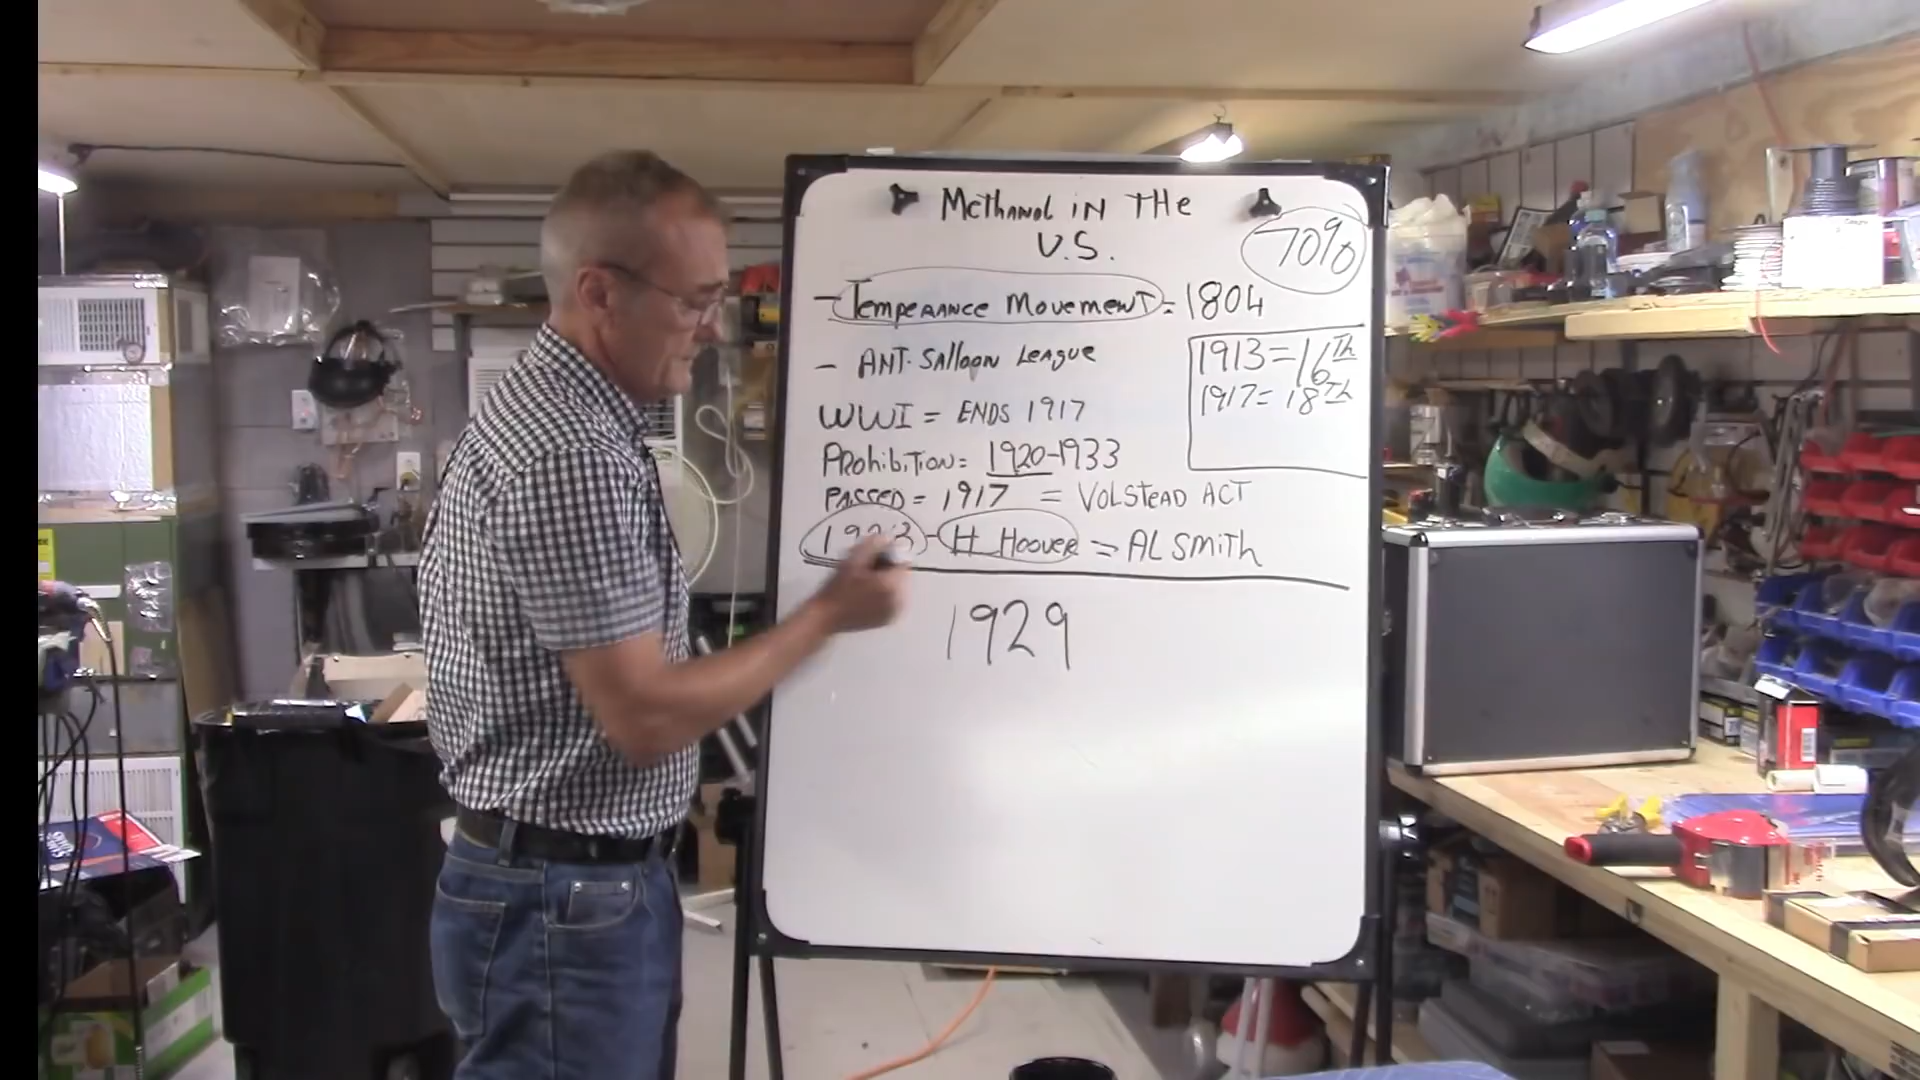 Methanol in the
U.S.
70%
- Temperance Movement = 1804
- ANT. Salloon League
1913 = 16th
1917 = 18th
WWI = ENDS 1917
Prohibition = 1920-1933
PASSED = 1917 = VOLSTEAD ACT
- H Hoover = AL Smith
1929